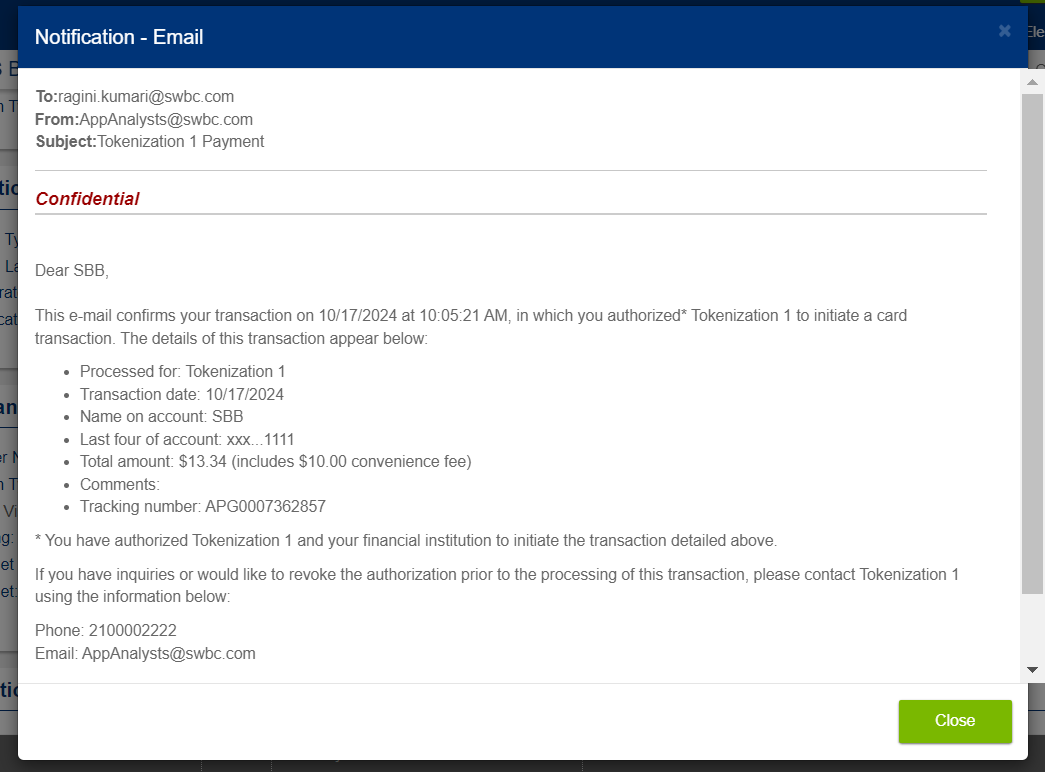 Notification - Email
×
To:ragini.kumari@swbc.com
From:AppAnalysts@swbc.com
Subject:Tokenization 1 Payment
Confidential
Dear SBB,
This e-mail confirms your transaction on 10/17/2024 at 10:05:21 AM, in which you authorized* Tokenization 1 to initiate a card
transaction. The details of this transaction appear below:
• Processed for: Tokenization 1
• Transaction date: 10/17/2024
• Name on account: SBB
• Last four of account: xxx...1111
• Total amount: $13.34 (includes $10.00 convenience fee)
• Comments:
• Tracking number: APG0007362857
* You have authorized Tokenization 1 and your financial institution to initiate the transaction detailed above.
If you have inquiries or would like to revoke the authorization prior to the processing of this transaction, please contact Tokenization 1
using the information below:
Phone: 2100002222
Email: AppAnalysts@swbc.com
Close